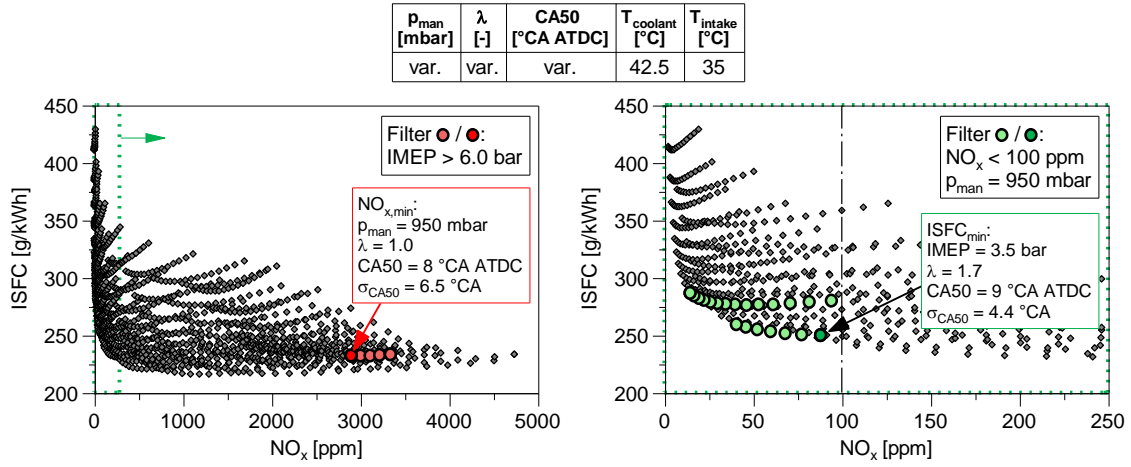 p_man [mbar] λ [-] CA50 [°CA ATDC] T_coolant [°C] T_intake [°C]
var. var. var. 42.5 35
450
400
350
300
250
200
ISFC [g/kWh]
0 1000 2000 3000 4000 5000
NO_x [ppm]
Filter / :
IMEP > 6.0 bar
NO_x,min:
p_man = 950 mbar
λ = 1.0
CA50 = 8 °CA ATDC
σ_CA50 = 6.5 °CA
450
400
350
300
250
200
ISFC [g/kWh]
0 50 100 150 200 250
NO_x [ppm]
Filter / :
NO_x < 100 ppm
p_man = 950 mbar
ISFC_min:
IMEP = 3.5 bar
λ = 1.7
CA50 = 9 °CA ATDC
σ_CA50 = 4.4 °CA